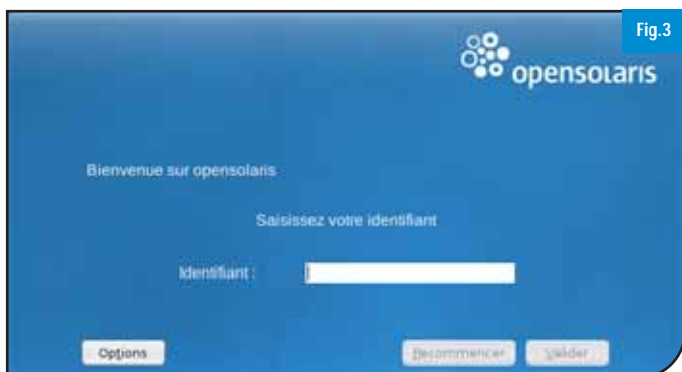 Fig.3
opensolaris
Bienvenue sur opensolaris
Saisissez votre identifiant
Identifiant :
Options
Recommencer
Valider